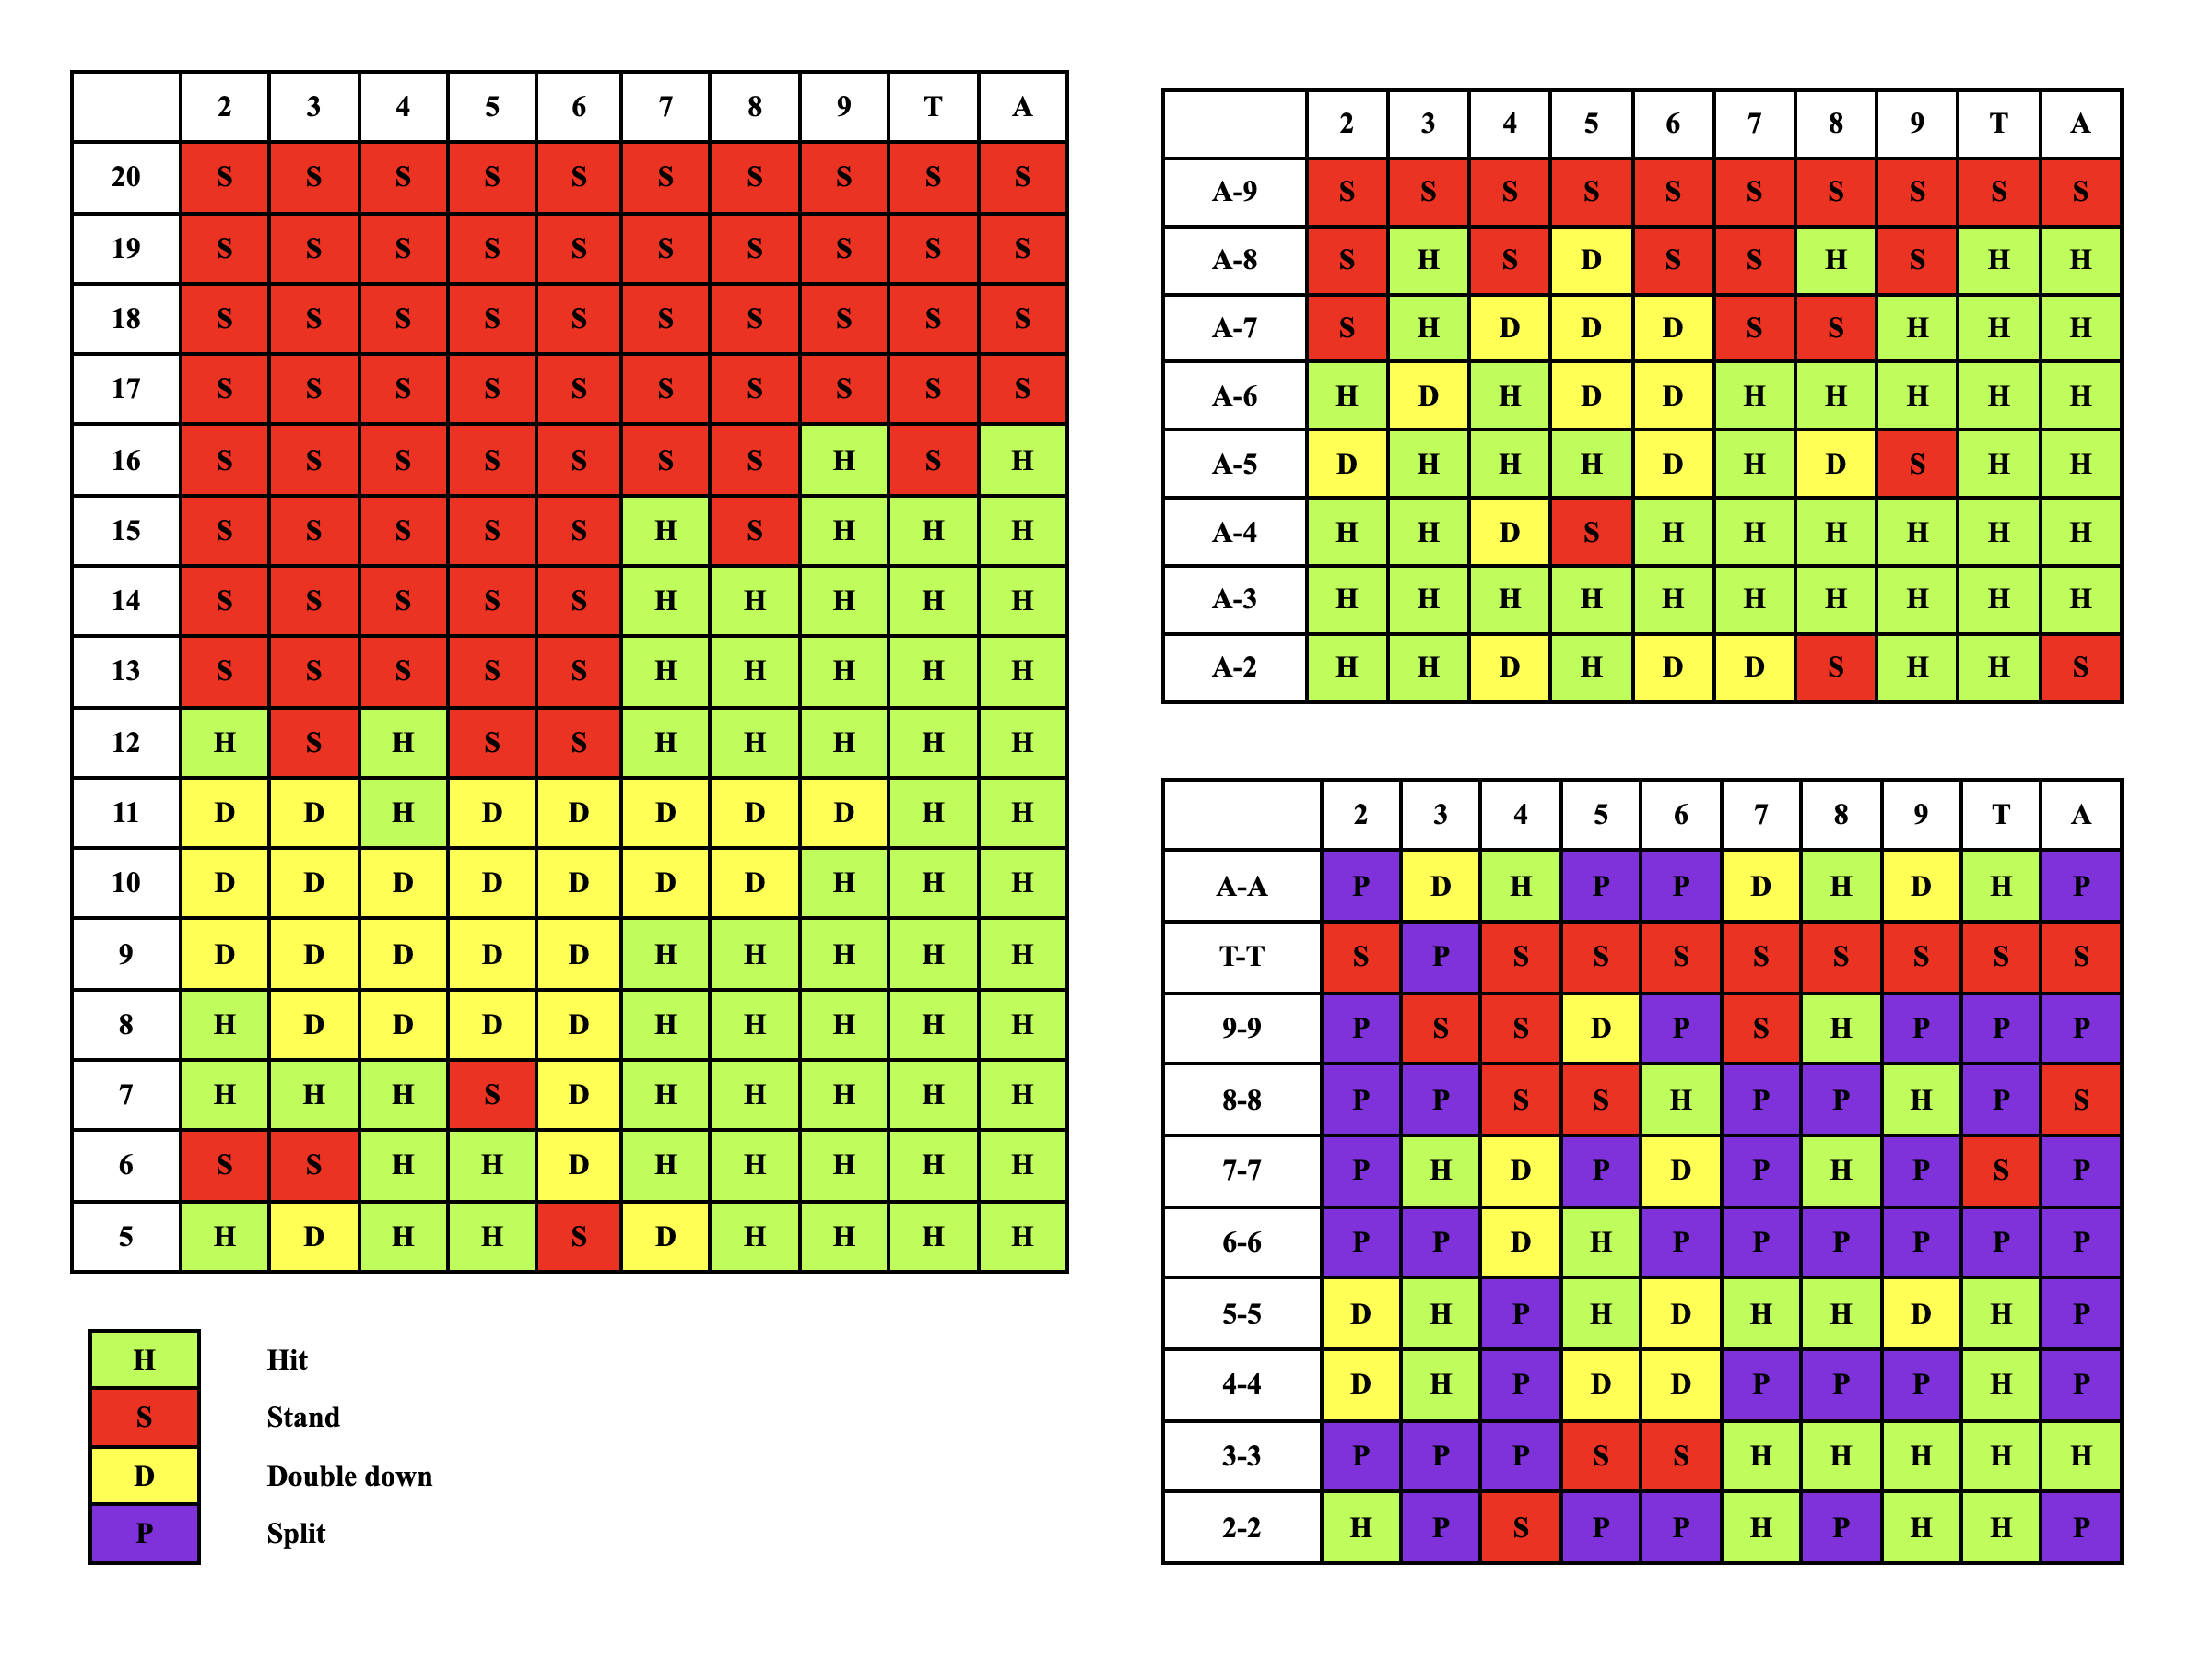 2 3 4 5 6 7 8 9 T A
20 S S S S S S S S S S
19 S S S S S S S S S S
18 S S S S S S S S S S
17 S S S S S S S S S S
16 S S S S S S S H S H
15 S S S S S H S H H H
14 S S S S S H H H H H
13 S S S S S H H H H H
12 H S H S S H H H H H
11 D D H D D D D D H H
10 D D D D D D D H H H
9 D D D D D H H H H H
8 H D D D D H H H H H
7 H H H S D H H H H H
6 S S H H D H H H H H
5 H D H H S D H H H H
H Hit
S Stand
D Double down
P Split
2 3 4 5 6 7 8 9 T A
A-9 S S S S S S S S S S
A-8 S H S D S S H S H H
A-7 S H D D D S S H H H
A-6 H D H D D H H H H H
A-5 D H H H D H D S H H
A-4 H H D S H H H H H H
A-3 H H H H H H H H H H
A-2 H H D H D D S H H S
2 3 4 5 6 7 8 9 T A
A-A P D H P P D H D H P
T-T S P S S S S S S S S
9-9 P S S D P S H P P P
8-8 P P S S H P P H P S
7-7 P H D P D P H P S P
6-6 P P D H P P P P P P
5-5 D H P H D H H D H P
4-4 D H P D D P P P H P
3-3 P P P S S H H H H H
2-2 H P S P P H P H H P